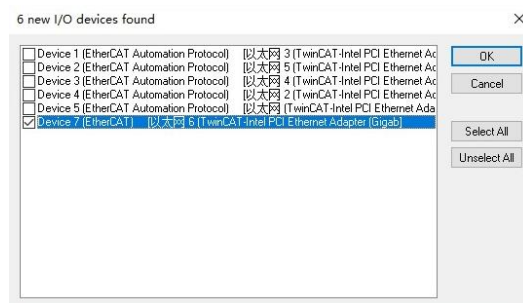 6 new I/O devices found
Device 1 (EtherCAT Automation Protocol) [以太网 3 (TwinCAT-Intel PCI Ethernet Ac
Device 2 (EtherCAT Automation Protocol) [以太网 5 (TwinCAT-Intel PCI Ethernet Ac
Device 3 (EtherCAT Automation Protocol) [以太网 4 (TwinCAT-Intel PCI Ethernet Ac
Device 4 (EtherCAT Automation Protocol) [以太网 2 (TwinCAT-Intel PCI Ethernet Ac
Device 5 (EtherCAT Automation Protocol) [以太网 (TwinCAT-Intel PCI Ethernet Ada
Device 7 (EtherCAT) [以太网 6 (TwinCAT-Intel PCI Ethernet Adapter (Gigab]
OK
Cancel
Select All
Unselect All